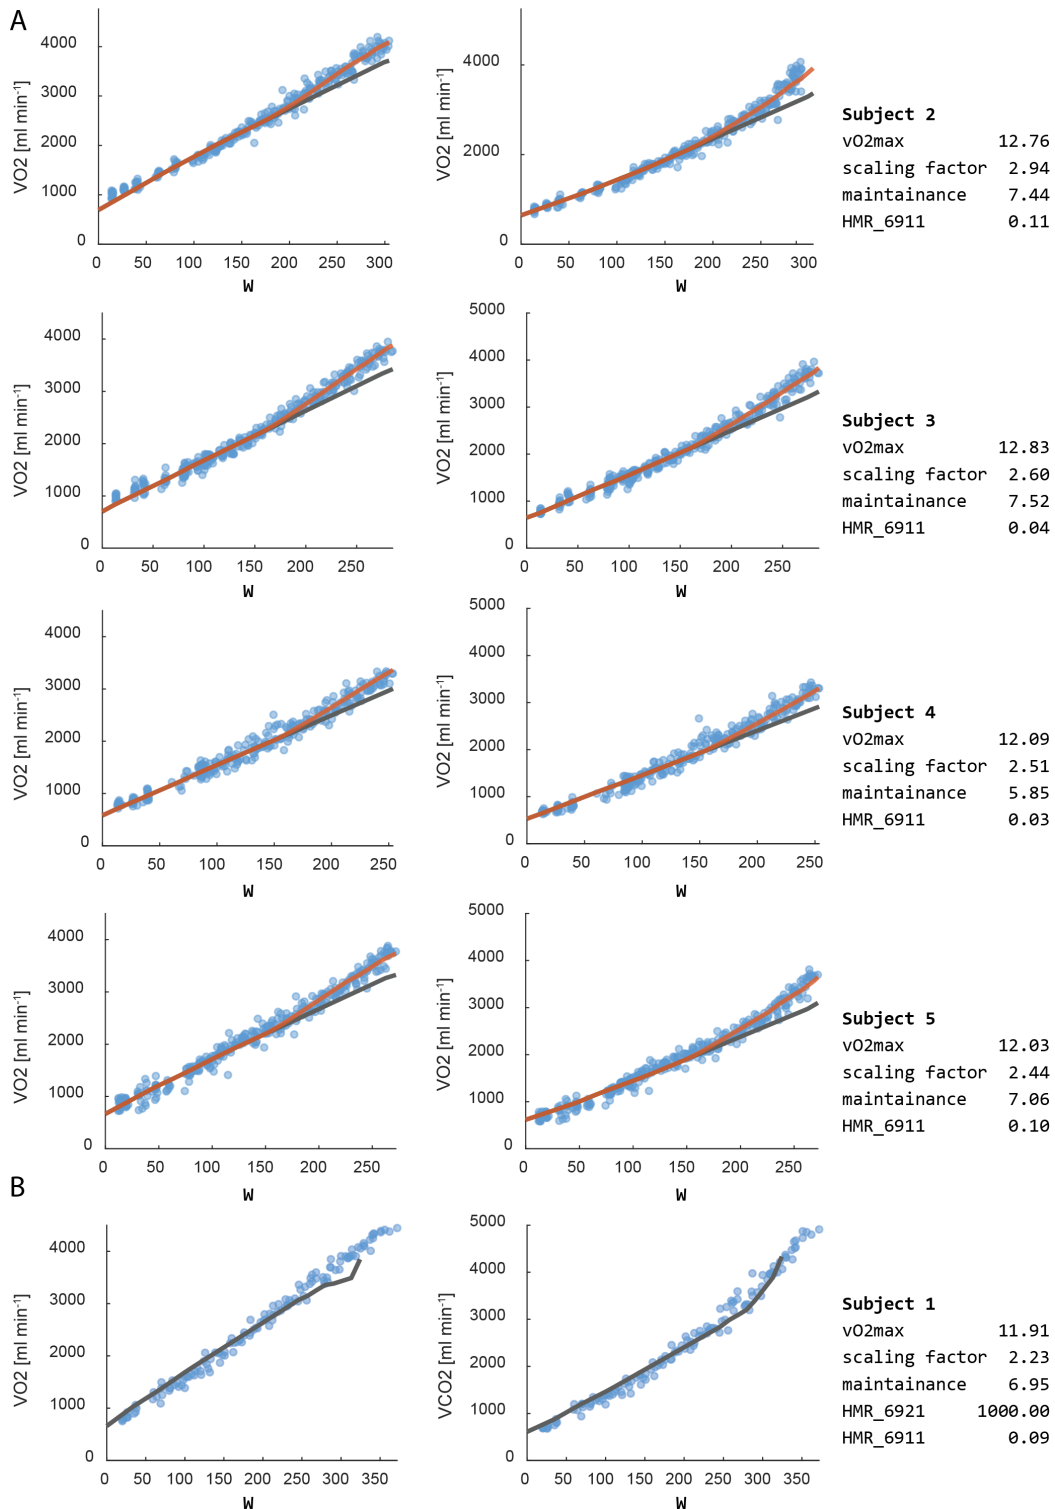 A
VO2 [ml min-1]
4000
3000
2000
1000
0
0 50 100 150 200 250 300
W
VO2 [ml min-1]
4000
2000
0
0 50 100 150 200 250 300
W
Subject 2
vO2max 12.76
scaling factor 2.94
maintainance 7.44
HMR_6911 0.11
VO2 [ml min-1]
4000
3000
2000
1000
0
0 50 100 150 200 250
W
VO2 [ml min-1]
5000
4000
3000
2000
1000
0
0 50 100 150 200 250
W
Subject 3
vO2max 12.83
scaling factor 2.60
maintainance 7.52
HMR_6911 0.04
VO2 [ml min-1]
4000
3000
2000
1000
0
0 50 100 150 200 250
W
VO2 [ml min-1]
5000
4000
3000
2000
1000
0
0 50 100 150 200 250
W
Subject 4
vO2max 12.09
scaling factor 2.51
maintainance 5.85
HMR_6911 0.03
VO2 [ml min-1]
4000
3000
2000
1000
0
0 50 100 150 200 250
W
VO2 [ml min-1]
5000
4000
3000
2000
1000
0
0 50 100 150 200 250
W
Subject 5
vO2max 12.03
scaling factor 2.44
maintainance 7.06
HMR_6911 0.10
B
VO2 [ml min-1]
4000
3000
2000
1000
0
0 50 100 150 200 250 300 350
W
VCO2 [ml min-1]
5000
4000
3000
2000
1000
0
0 50 100 150 200 250 300 350
W
Subject 1
vO2max 11.91
scaling factor 2.23
maintainance 6.95
HMR_6921 1000.00
HMR_6911 0.09